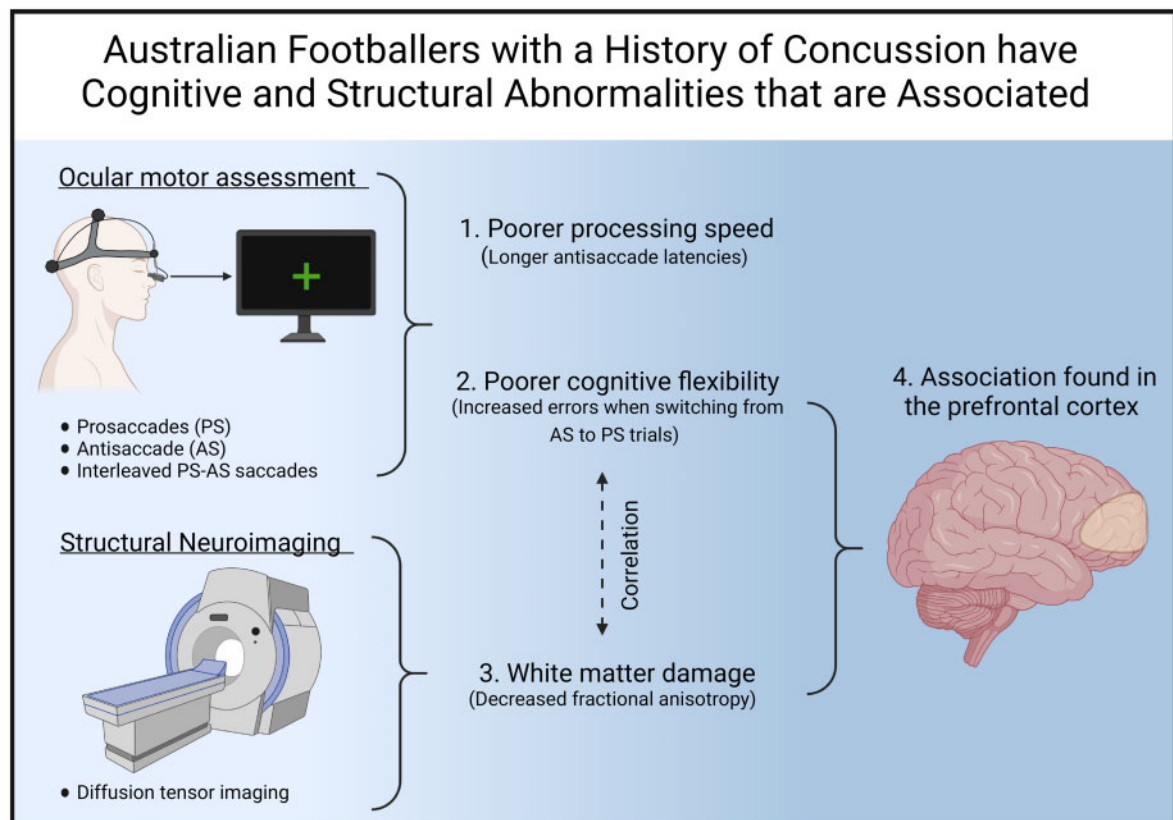 Australian Footballers with a History of Concussion have
Cognitive and Structural Abnormalities that are Associated
Ocular motor assessment
• Prosaccades (PS)
• Antisaccade (AS)
• Interleaved PS-AS saccades
Structural Neuroimaging
• Diffusion tensor imaging
1. Poorer processing speed
(Longer antisaccade latencies)
2. Poorer cognitive flexibility
(Increased errors when switching from
AS to PS trials)
Correlation
3. White matter damage
(Decreased fractional anisotropy)
4. Association found in
the prefrontal cortex